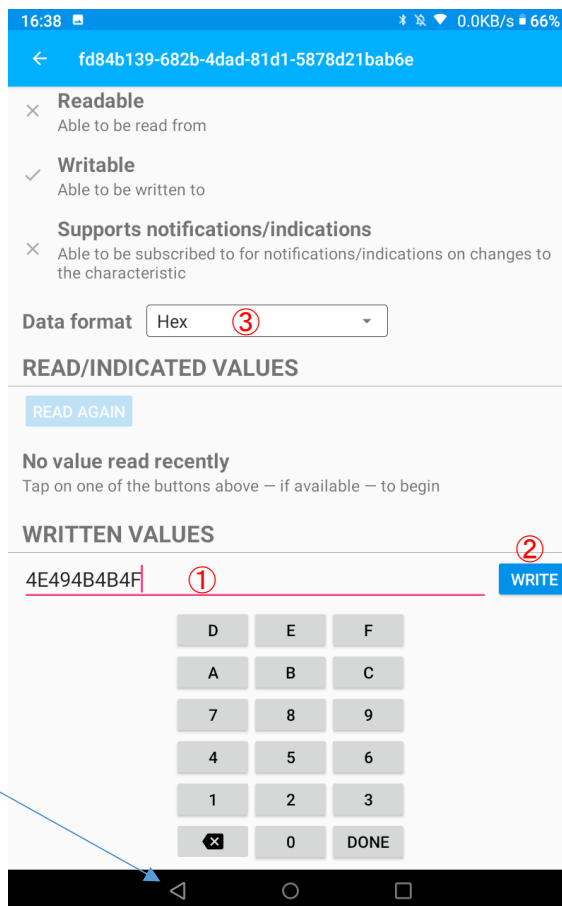 16:38 0.0KB/s 66%
fd84b139-682b-4dad-81d1-5878d21bab6e
Readable
Able to be read from
Writable
Able to be written to
Supports notifications/indications
Able to be subscribed to for notifications/indications on changes to
the characteristic
Data format Hex ③
READ/INDICATED VALUES
READ AGAIN
No value read recently
Tap on one of the buttons above — if available — to begin
WRITTEN VALUES
②
4E494B4B4F ① WRITE
D E F
A B C
7 8 9
4 5 6
1 2 3
0 DONE